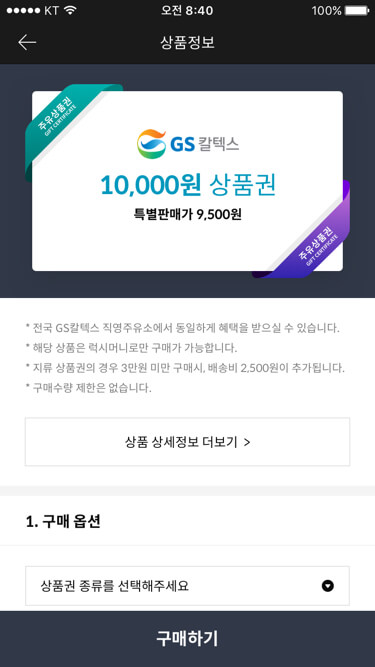 KT 오전 8:40 100%
상품정보
주유상품권
GIFT CERTIFICATE
GS칼텍스
10,000원 상품권
특별판매가 9,500원
주유상품권
GIFT CERTIFICATE
* 전국 GS칼텍스 직영주유소에서 동일하게 혜택을 받으실 수 있습니다.
* 해당 상품은 럭시머니로만 구매가 가능합니다.
* 지류 상품권의 경우 3만원 미만 구매시, 배송비 2,500원이 추가됩니다.
* 구매수량 제한은 없습니다.
상품 상세정보 더보기 >
1. 구매 옵션
상품권 종류를 선택해주세요
구매하기